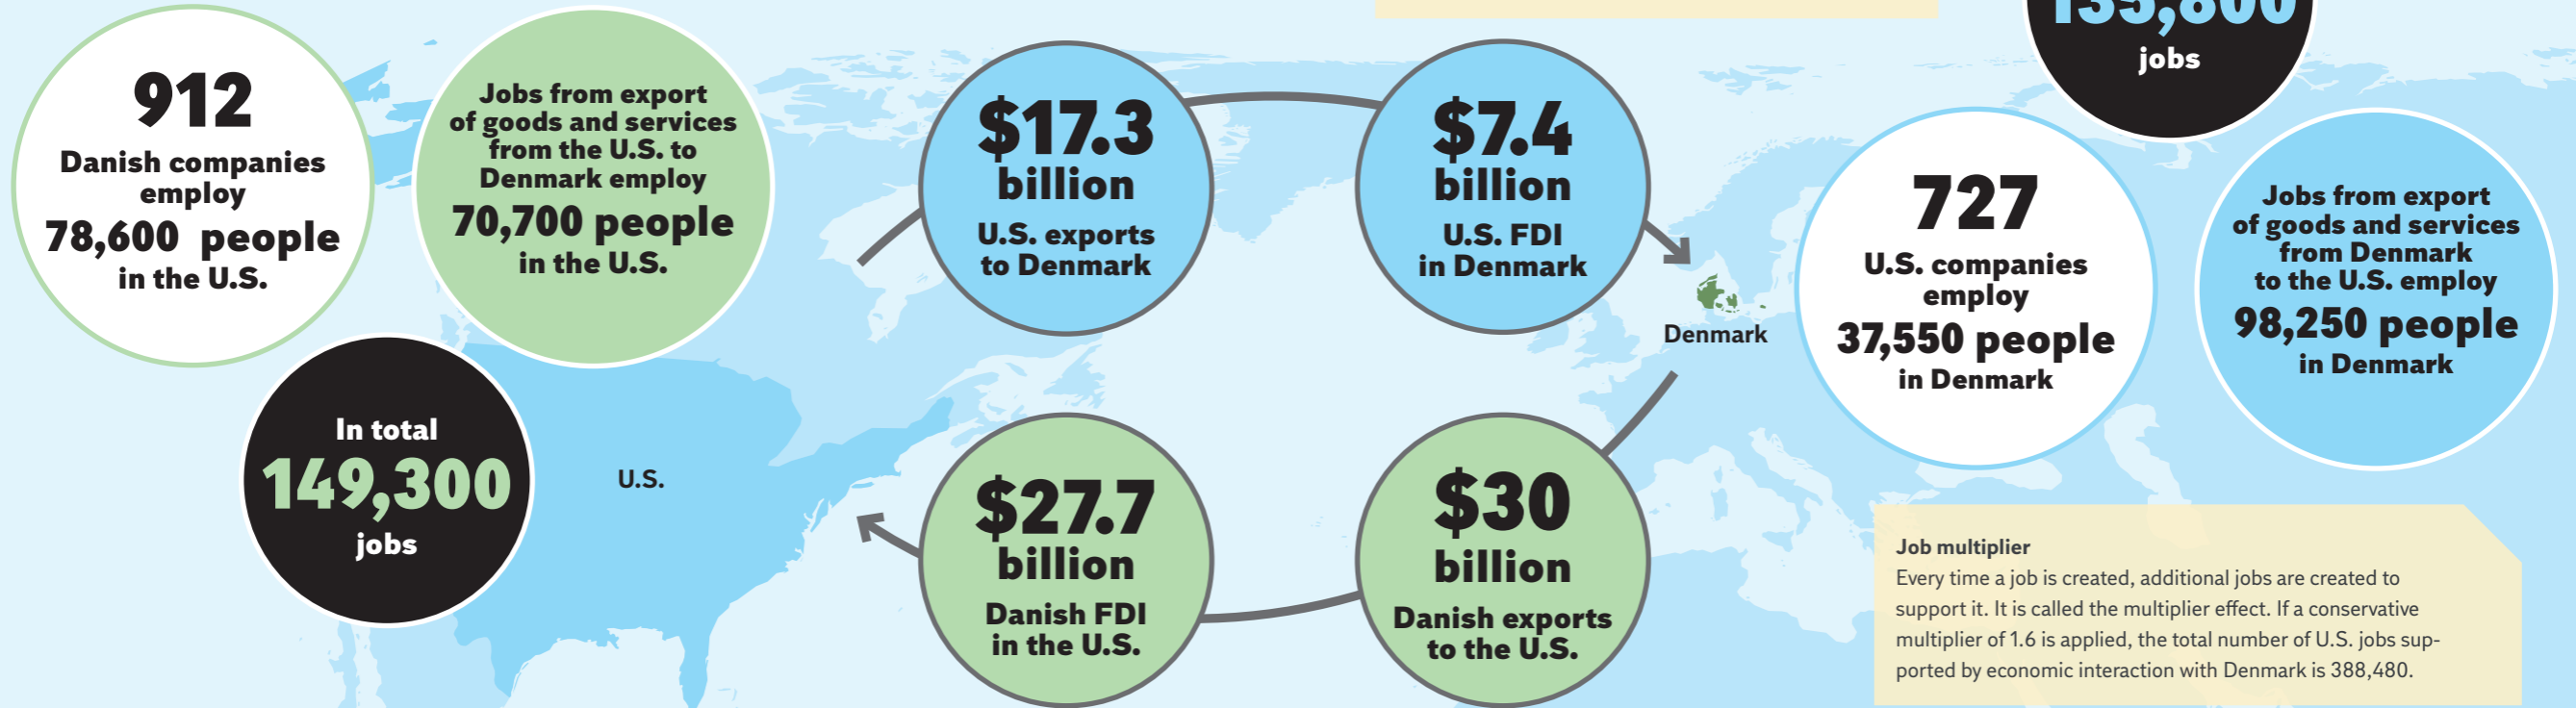 912
Danish companies
employ
78,600 people
in the U.S.
Jobs from export
of goods and services
from the U.S. to
Denmark employ
70,700 people
in the U.S.
In total
149,300
jobs
U.S.
$17.3
billion
U.S. exports
to Denmark
$7.4
billion
U.S. FDI
in Denmark
$27.7
billion
Danish FDI
in the U.S.
$30
billion
Danish exports
to the U.S.
Denmark
135,800
jobs
727
U.S. companies
employ
37,550 people
in Denmark
Jobs from export
of goods and services
from Denmark
to the U.S. employ
98,250 people
in Denmark
Job multiplier
Every time a job is created, additional jobs are created to
support it. It is called the multiplier effect. If a conservative
multiplier of 1.6 is applied, the total number of U.S. jobs sup-
ported by economic interaction with Denmark is 388,480.